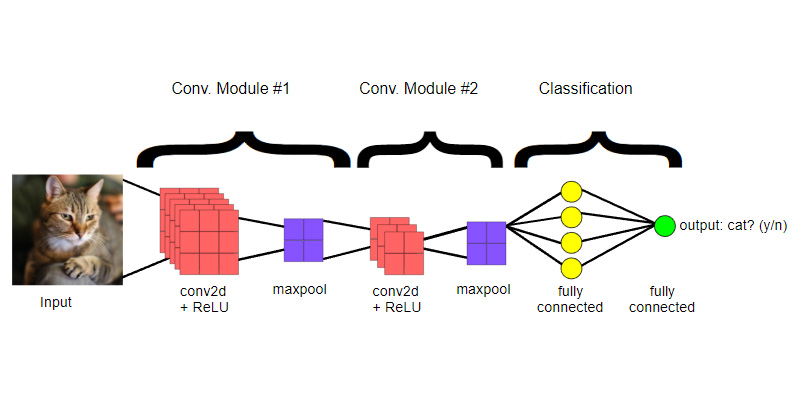 Conv. Module #1
Conv. Module #2
Classification
output: cat? (y/n)
Input
conv2d
+ ReLU
maxpool
conv2d
+ ReLU
maxpool
fully
connected
fully
connected